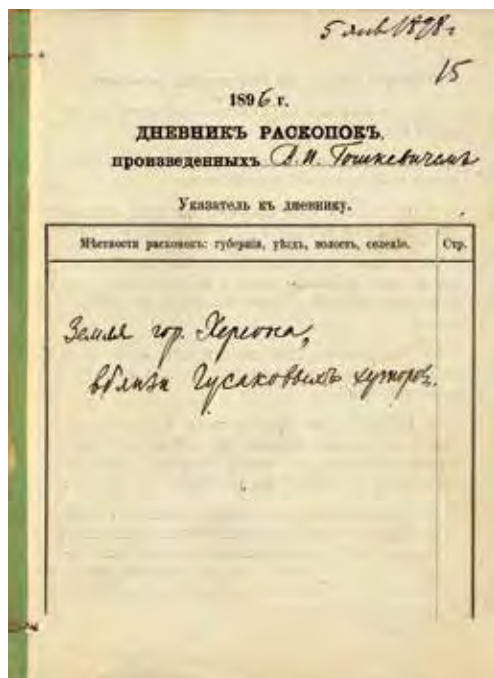 5 янв 1898 г
15
1896 г.
ДНЕВНИКЪ РАСКОПОКЪ,
произведенныхъ В. И. Гошкевичемъ
Указатель къ дневнику.
Мѣстности раскопокъ: губернія, уѣздъ, волость, селеніе.
Стр.
Земля гор. Херсона,
вблизи Гусаковыхъ хуторов.